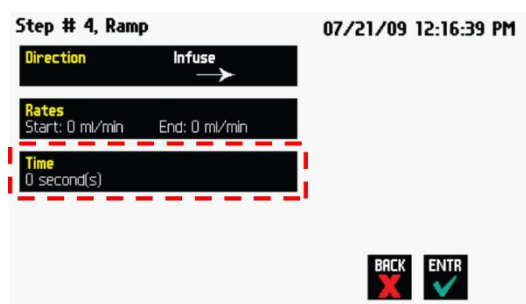 Step # 4, Ramp 07/21/09 12:16:39 PM
Direction Infuse
Rates
Start: 0 ml/min End: 0 ml/min
Time
0 second(s)
BACK ENTR